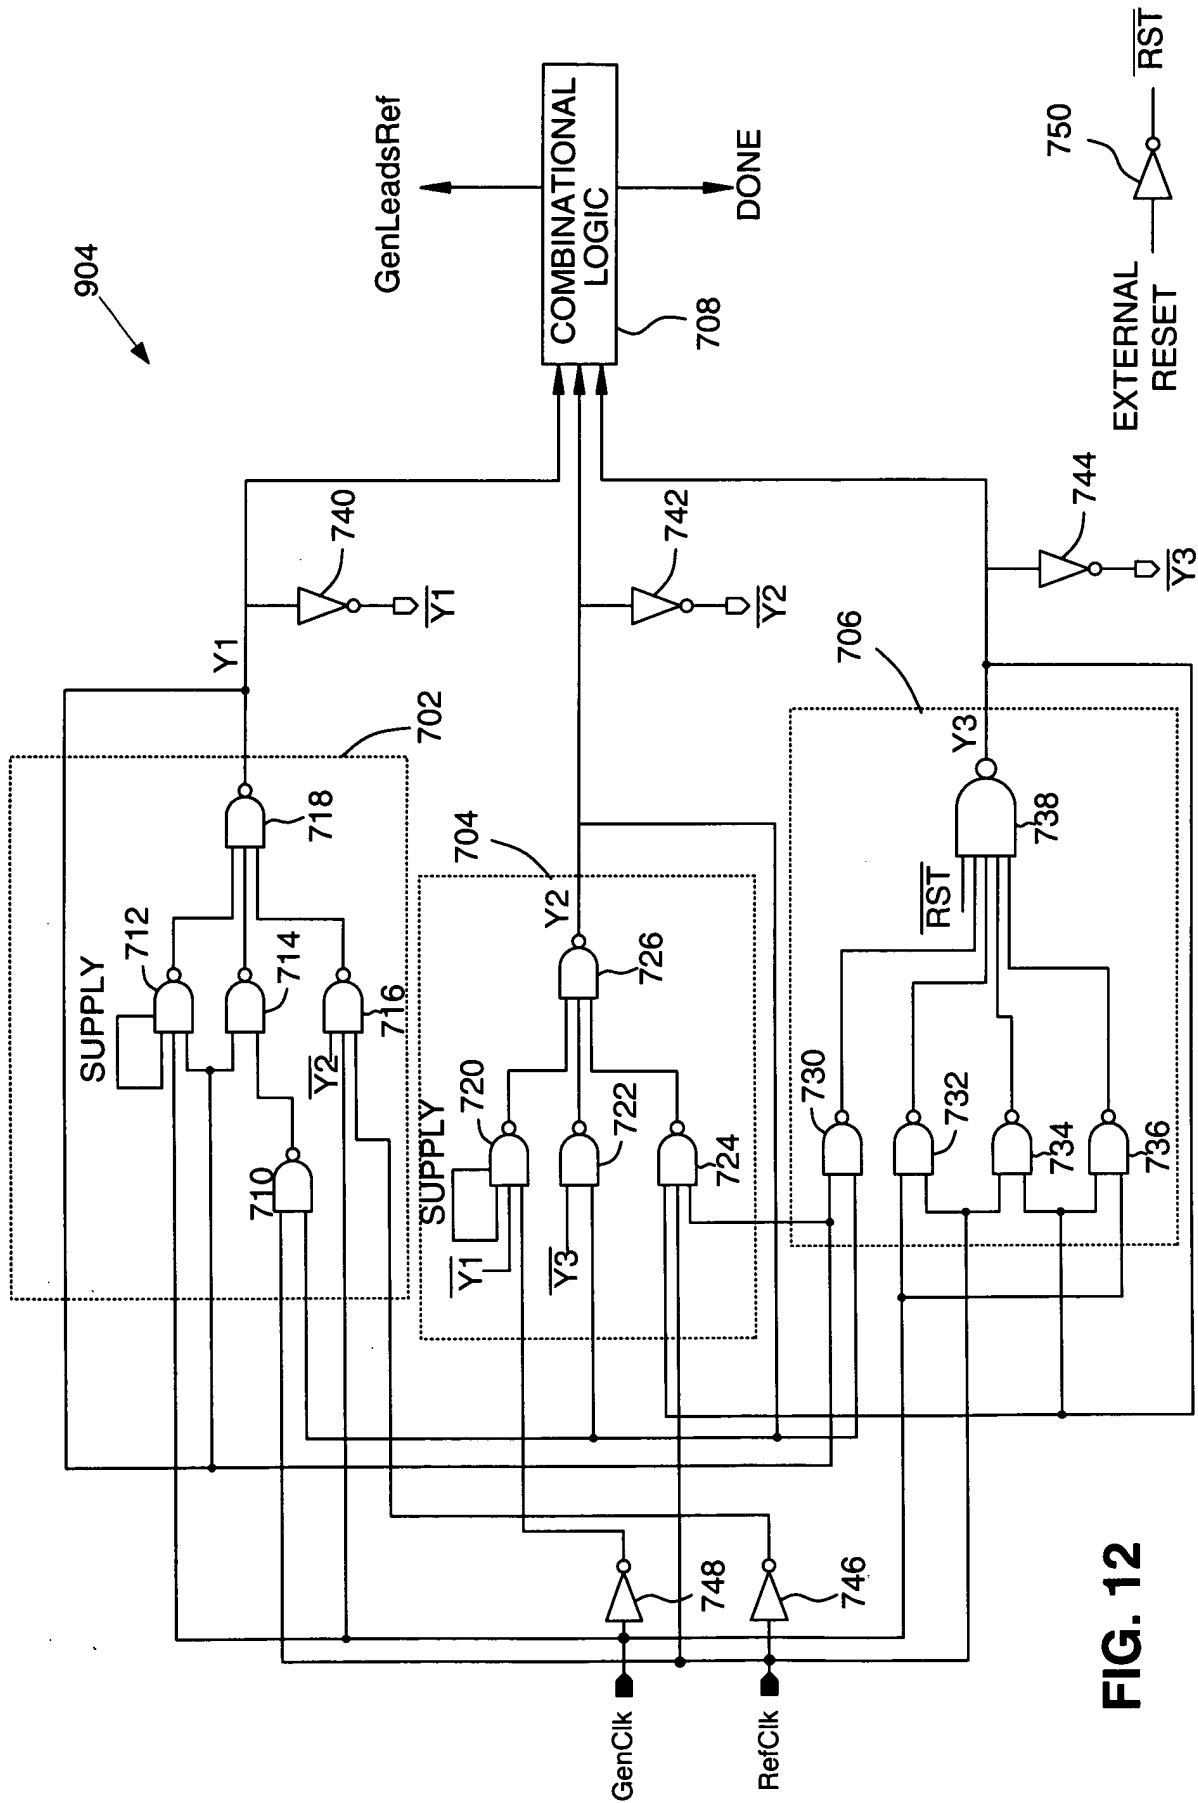 904
GenLeadsRef
COMBINATIONAL
LOGIC
708
DONE
750
RST
EXTERNAL
RESET
Y1
740
Y1
702
SUPPLY
712
714
718
716
Y2
710
742
Y2
704
Y2
SUPPLY
720
722
726
724
Y1
Y3
744
Y3
706
Y3
RST
738
730
732
734
736
748
746
GenClk
RefClk
FIG. 12